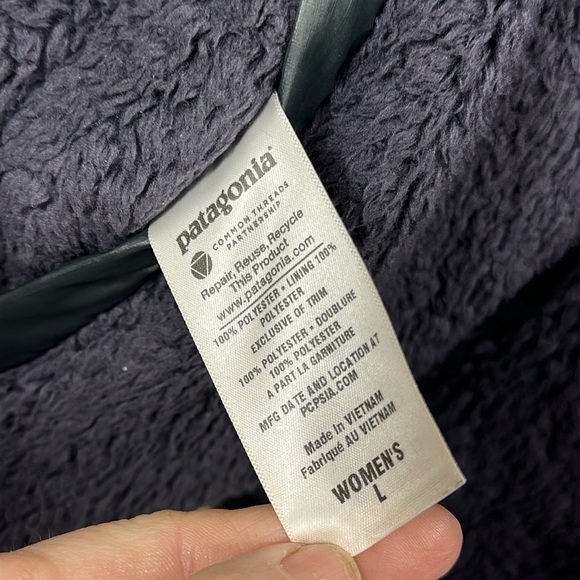 patagonia®
COMMON THREADS
PARTNERSHIP
Repair, Reuse, Recycle
This Product
www.patagonia.com
100% POLYESTER • LINING 100%
POLYESTER
EXCLUSIVE OF TRIM
100% POLYESTER • DOUBLURE
100% POLYESTER
A PART LA GARNITURE
MFG DATE AND LOCATION AT
PCPSIA.COM
Made in VIETNAM
Fabriqué AU VIETNAM
WOMEN'S
L